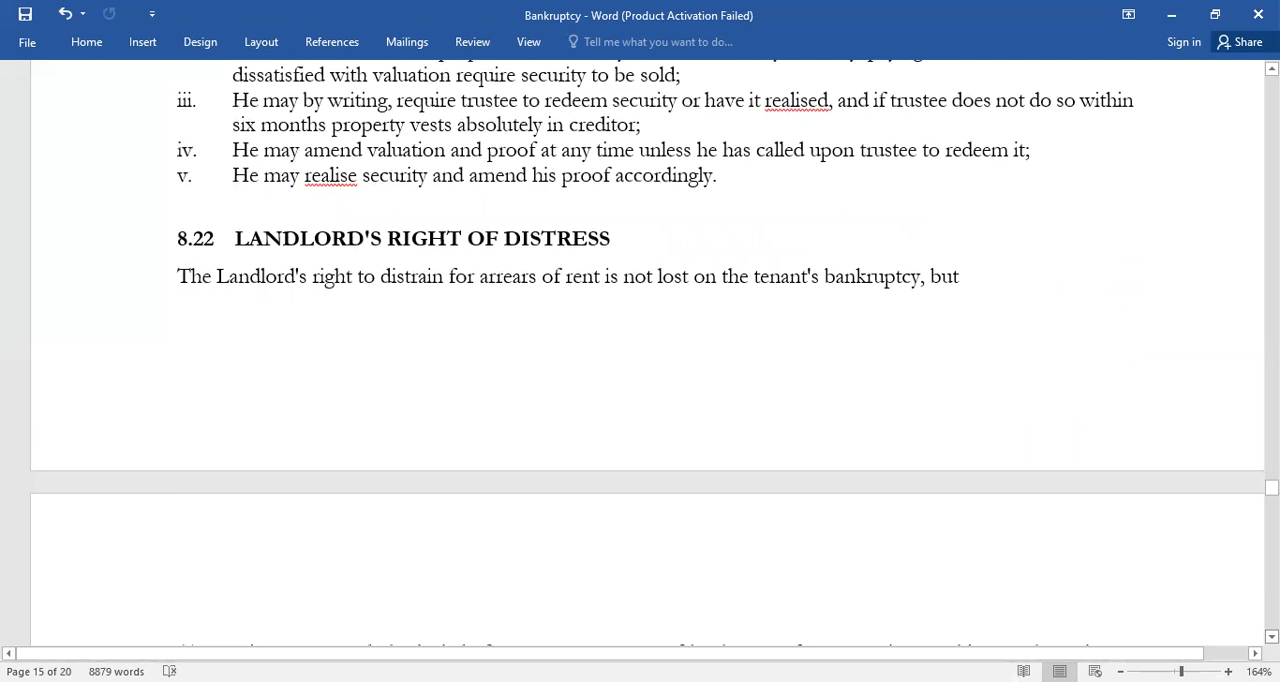 Bankruptcy - Word (Product Activation Failed)
File Home Insert Design Layout References Mailings Review View Tell me what you want to do... Sign in Share
dissatisfied with valuation require security to be sold;
iii. He may by writing, require trustee to redeem security or have it realised, and if trustee does not do so within
six months property vests absolutely in creditor;
iv. He may amend valuation and proof at any time unless he has called upon trustee to redeem it;
v. He may realise security and amend his proof accordingly.
8.22 LANDLORD'S RIGHT OF DISTRESS
The Landlord's right to distrain for arrears of rent is not lost on the tenant's bankruptcy, but
Page 15 of 20 8879 words 164%